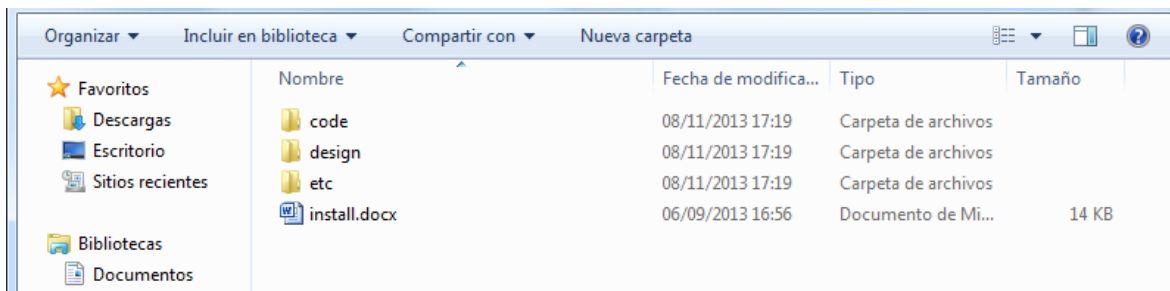 Organizar Incluir en biblioteca Compartir con Nueva carpeta
Favoritos
Descargas
Escritorio
Sitios recientes
Bibliotecas
Documentos
Nombre Fecha de modifica... Tipo Tamaño
code 08/11/2013 17:19 Carpeta de archivos
design 08/11/2013 17:19 Carpeta de archivos
etc 08/11/2013 17:19 Carpeta de archivos
install.docx 06/09/2013 16:56 Documento de Mi... 14 KB